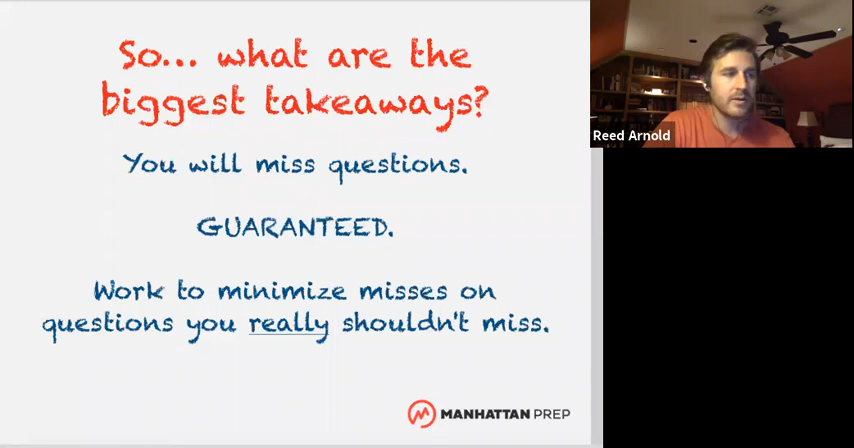 So... what are the
biggest takeaways?
You will miss questions.
GUARANTEED.
Work to minimize misses on
questions you really shouldn't miss.
MANHATTAN PREP
Reed Arnold